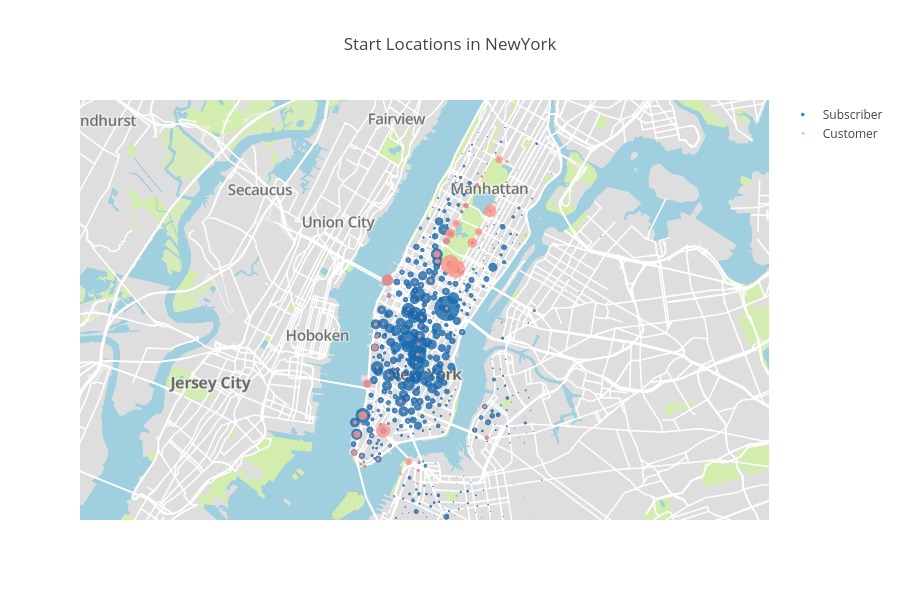 Start Locations in NewYork
Subscriber
Customer
ndhurst
Fairview
Secaucus
Manhattan
Union City
Hoboken
New York
Jersey City